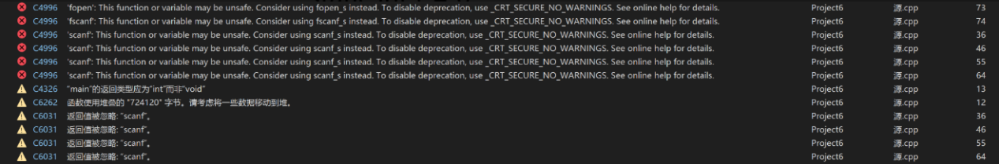 C4996 'fopen': This function or variable may be unsafe. Consider using fopen_s instead. To disable deprecation, use _CRT_SECURE_NO_WARNINGS. See online help for details. Project6 源.cpp 73
C4996 'fscanf': This function or variable may be unsafe. Consider using fscanf_s instead. To disable deprecation, use _CRT_SECURE_NO_WARNINGS. See online help for details. Project6 源.cpp 74
C4996 'scanf': This function or variable may be unsafe. Consider using scanf_s instead. To disable deprecation, use _CRT_SECURE_NO_WARNINGS. See online help for details. Project6 源.cpp 36
C4996 'scanf': This function or variable may be unsafe. Consider using scanf_s instead. To disable deprecation, use _CRT_SECURE_NO_WARNINGS. See online help for details. Project6 源.cpp 46
C4996 'scanf': This function or variable may be unsafe. Consider using scanf_s instead. To disable deprecation, use _CRT_SECURE_NO_WARNINGS. See online help for details. Project6 源.cpp 55
C4996 'scanf': This function or variable may be unsafe. Consider using scanf_s instead. To disable deprecation, use _CRT_SECURE_NO_WARNINGS. See online help for details. Project6 源.cpp 64
C4326 “main”的返回类型应为“int”而非“void” Project6 源.cpp 13
C6262 函数使用堆叠的 "724120" 字节。请考虑将一些数据移动到堆。 Project6 源.cpp 12
C6031 返回值被忽略: “scanf”。 Project6 源.cpp 36
C6031 返回值被忽略: “scanf”。 Project6 源.cpp 46
C6031 返回值被忽略: “scanf”。 Project6 源.cpp 55
C6031 返回值被忽略: “scanf”。 Project6 源.cpp 64